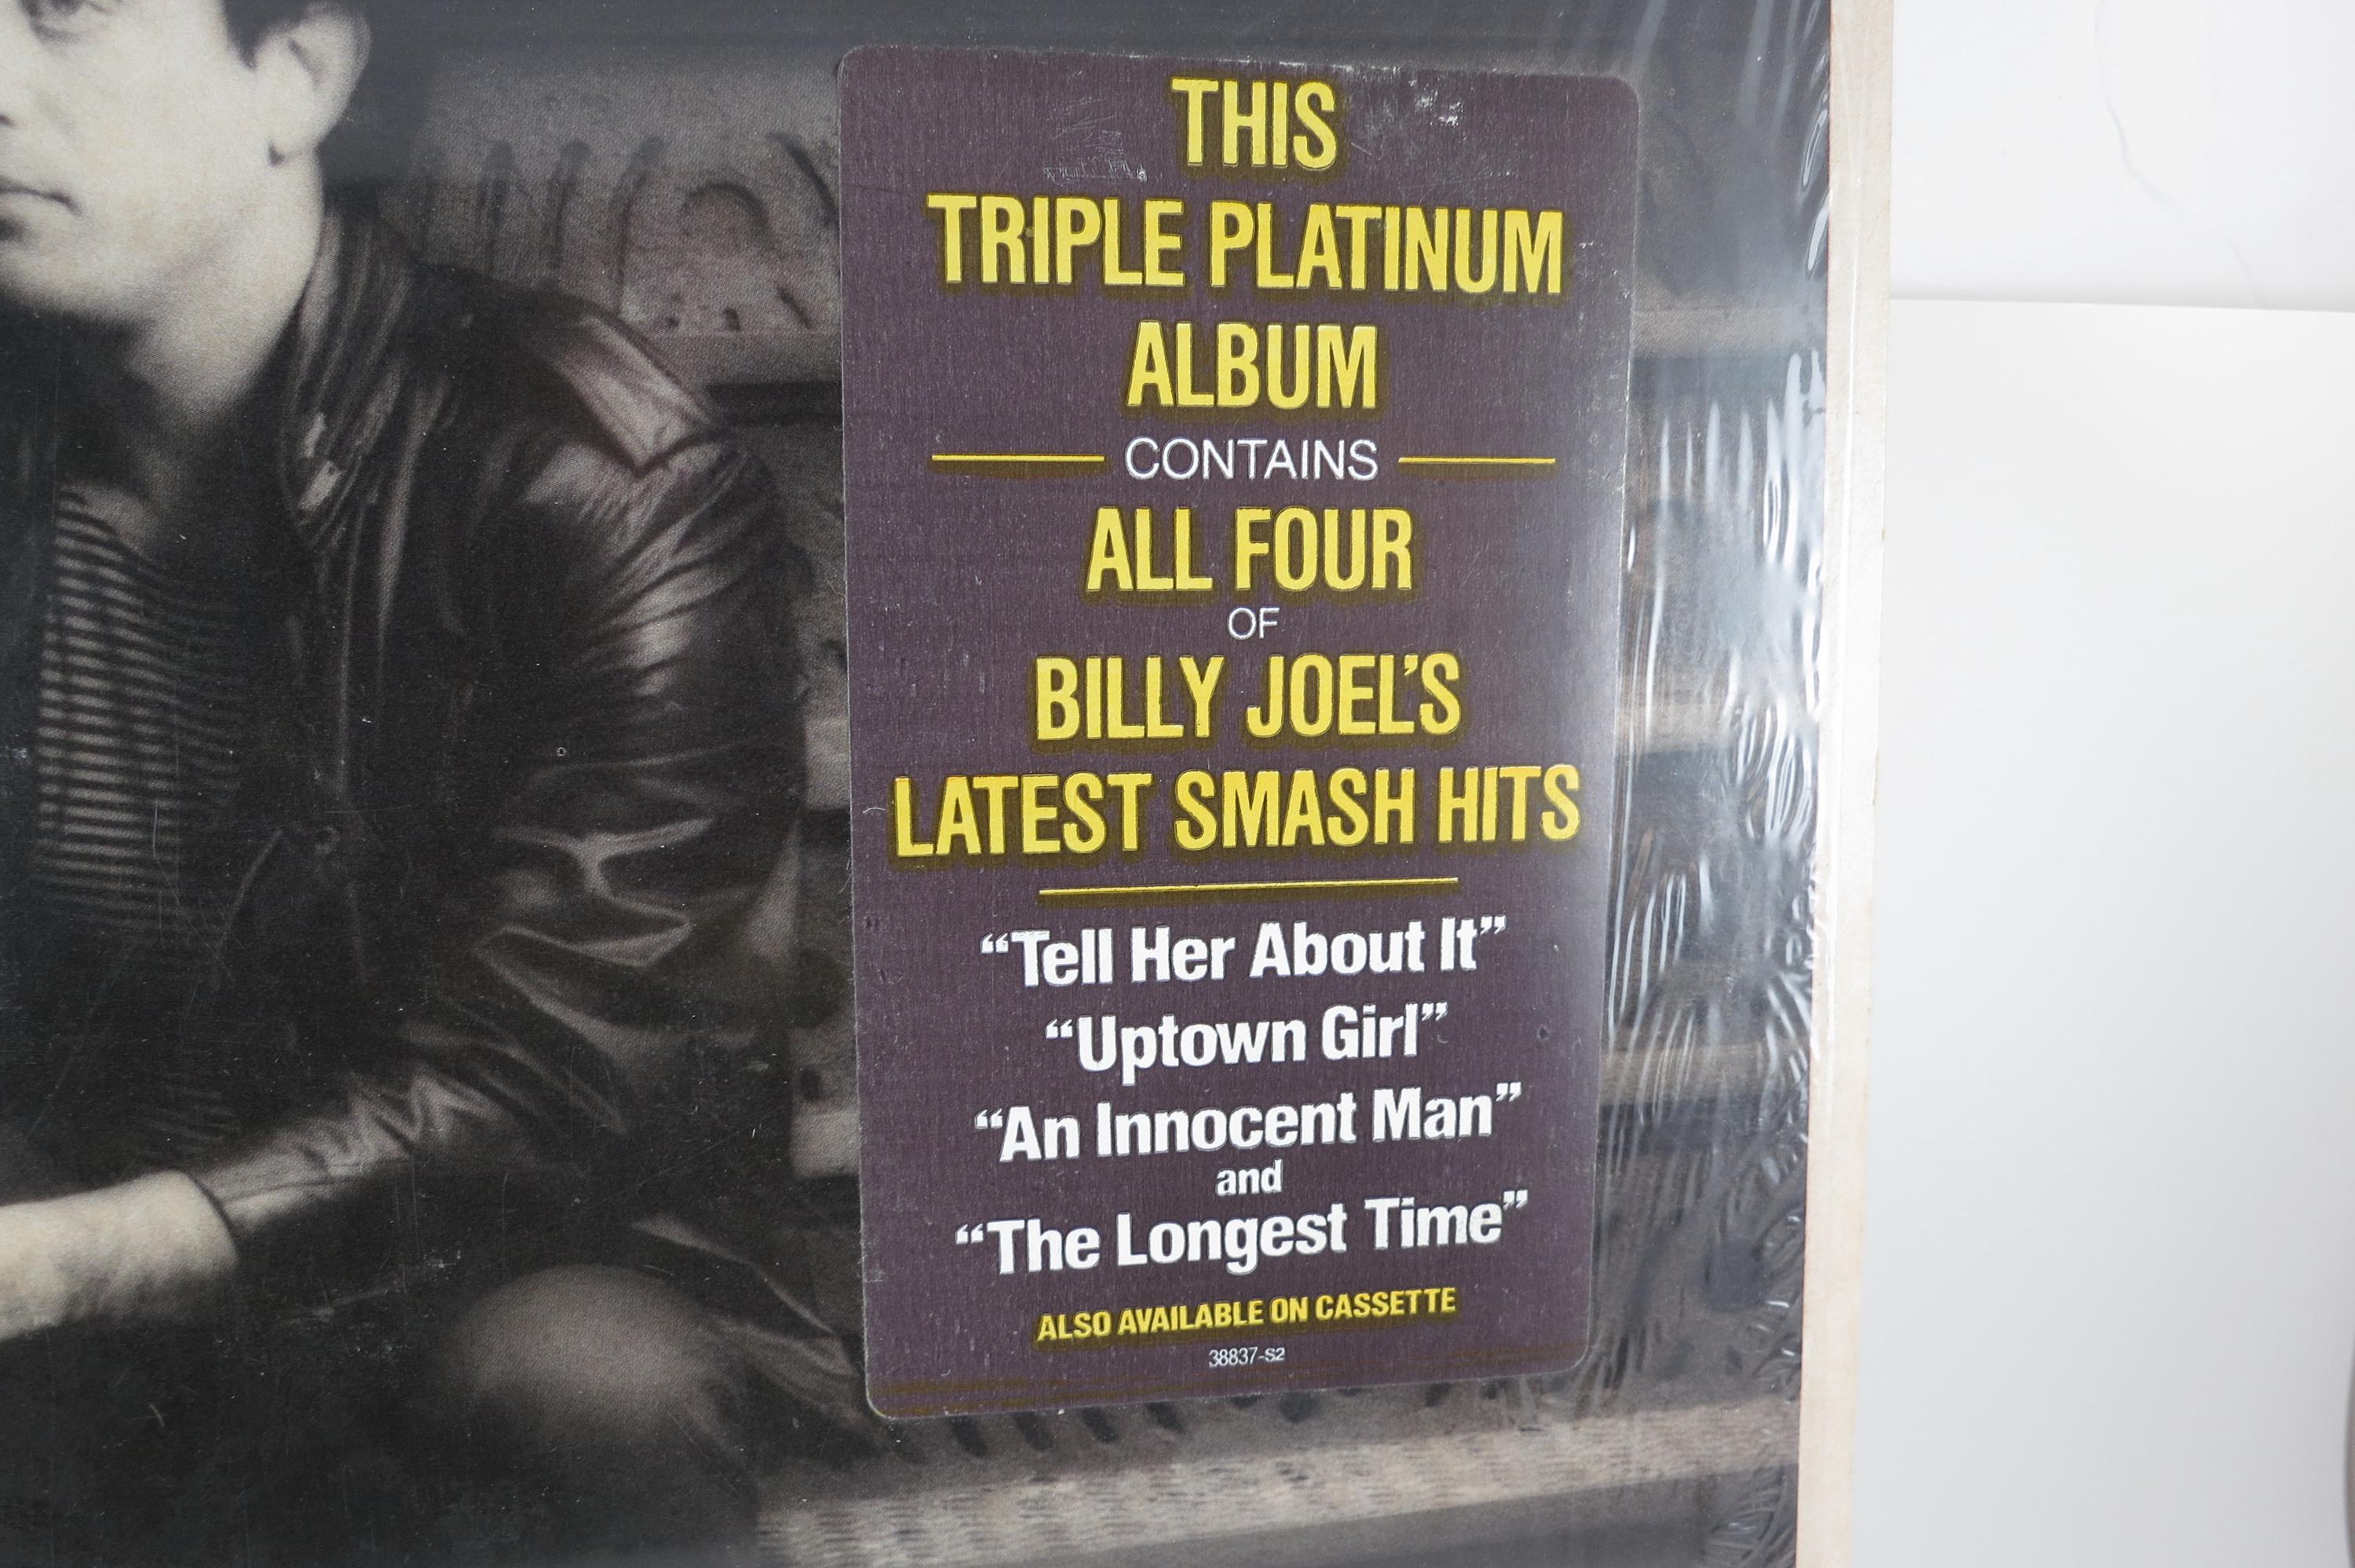 THIS
TRIPLE PLATINUM
ALBUM
CONTAINS
ALL FOUR
OF
BILLY JOEL'S
LATEST SMASH HITS
“Tell Her About It”
“Uptown Girl”
“An Innocent Man”
and
“The Longest Time”
ALSO AVAILABLE ON CASSETTE
38837-S2